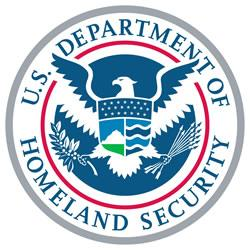 U.S. DEPARTMENT OF
HOMELAND SECURITY